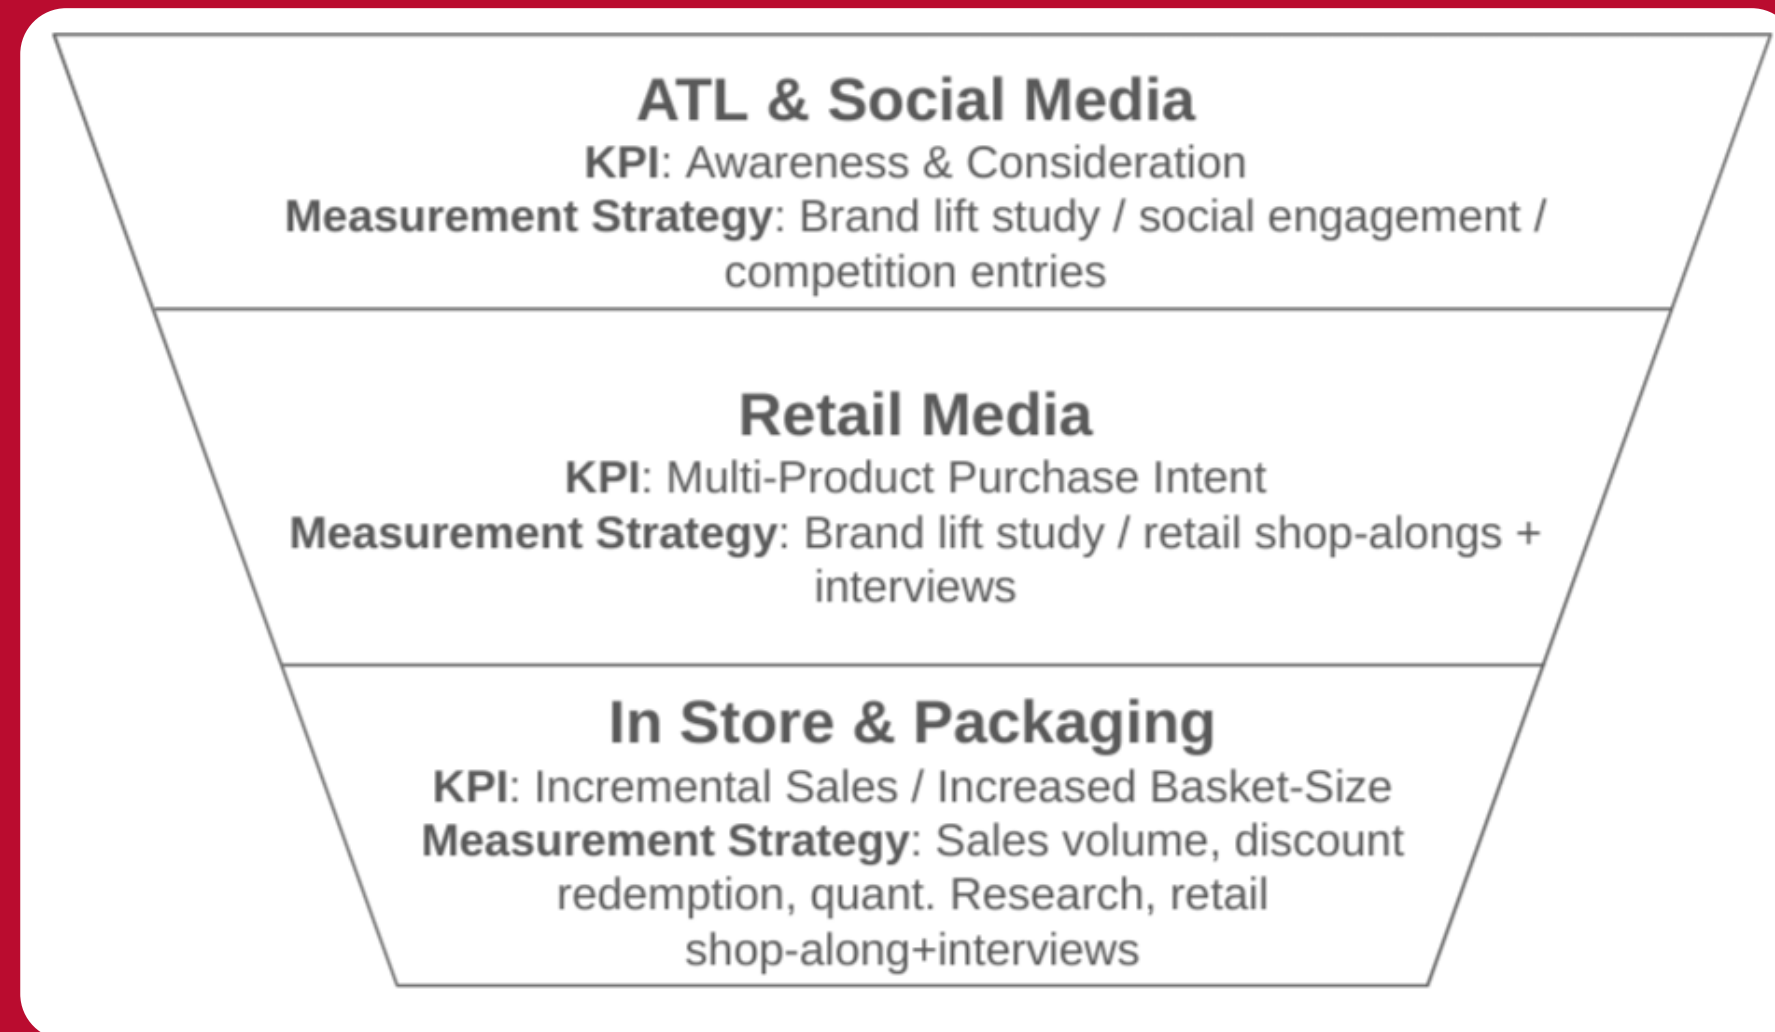 ATL & Social Media
KPI: Awareness & Consideration
Measurement Strategy: Brand lift study / social engagement /
competition entries
Retail Media
KPI: Multi-Product Purchase Intent
Measurement Strategy: Brand lift study / retail shop-alongs +
interviews
In Store & Packaging
KPI: Incremental Sales / Increased Basket-Size
Measurement Strategy: Sales volume, discount
redemption, quant. Research, retail
shop-along+interviews